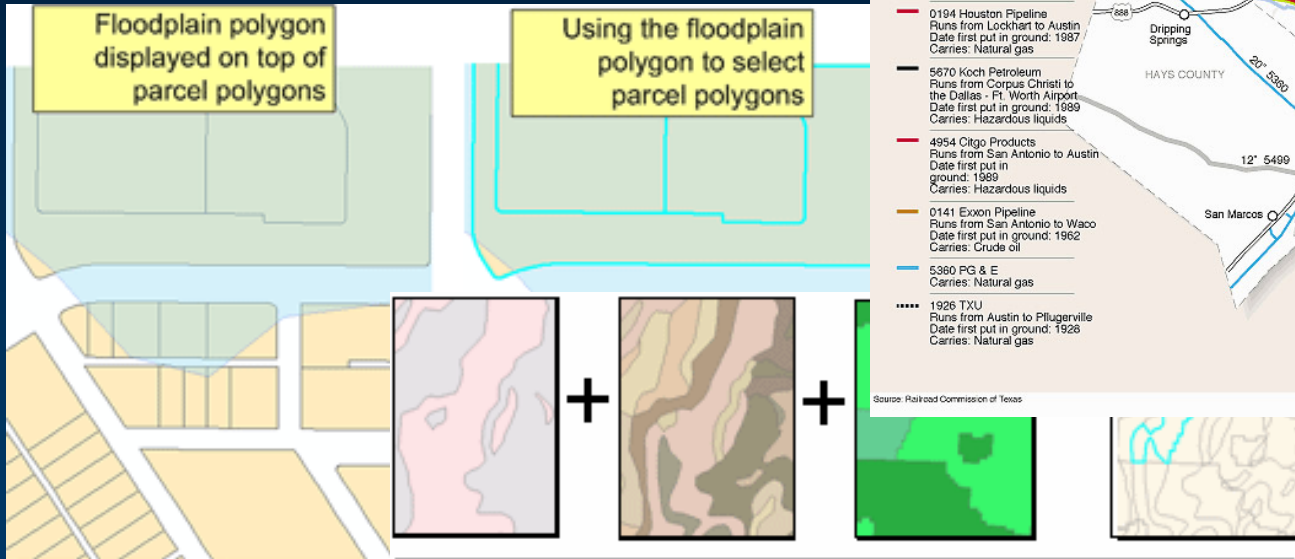 Floodplain polygon
displayed on top of
parcel polygons
Using the floodplain
polygon to select
parcel polygons
+
+
0194 Houston Pipeline
Runs from Lockhart to Austin
Date first put in ground: 1987
Carries: Natural gas
5670 Koch Petroleum
Runs from Corpus Christi to
the Dallas - Ft. Worth Airport
Date first put in ground: 1989
Carries: Hazardous liquids
4954 Citgo Products
Runs from San Antonio to Austin
Date first put in
ground: 1989
Carries: Hazardous liquids
0141 Exxon Pipeline
Runs from San Antonio to Waco
Date first put in ground: 1962
Carries: Crude oil
5360 PG & E
Carries: Natural gas
1926 TXU
Runs from Austin to Pflugerville
Date first put in ground: 1928
Carries: Natural gas
Source: Railroad Commission of Texas
888
Dripping
Springs
HAYS COUNTY
20" 5360
12" 5499
San Marcos